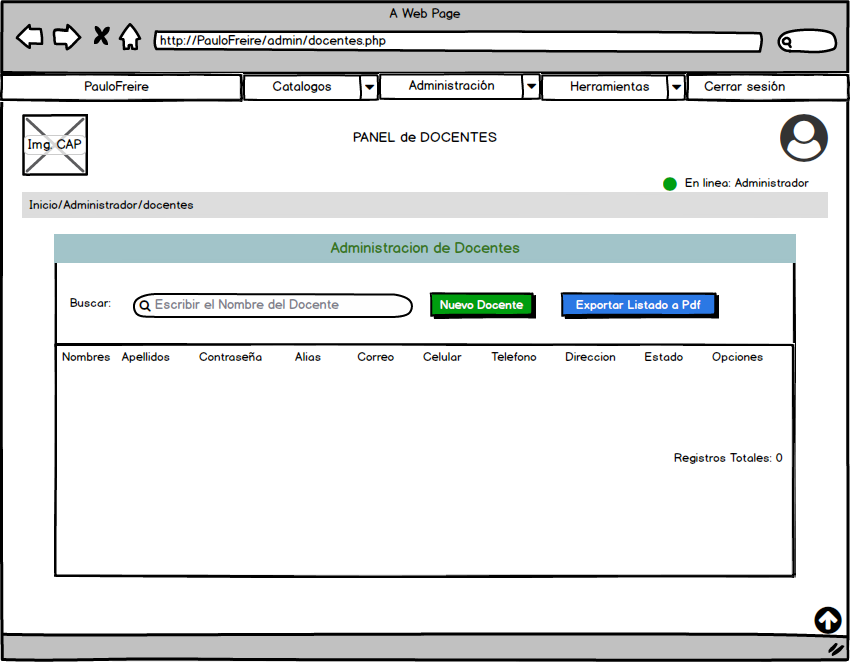 A Web Page
http://PauloFreire/admin/docentes.php
PauloFreire Catalogos Administración Herramientas Cerrar sesión
Img. CAP
PANEL de DOCENTES
En linea: Administrador
Inicio/Administrador/docentes
Administracion de Docentes
Buscar: Escribir el Nombre del Docente Nuevo Docente Exportar Listado a Pdf
Nombres Apellidos Contraseña Alias Correo Celular Telefono Direccion Estado Opciones
Registros Totales: 0